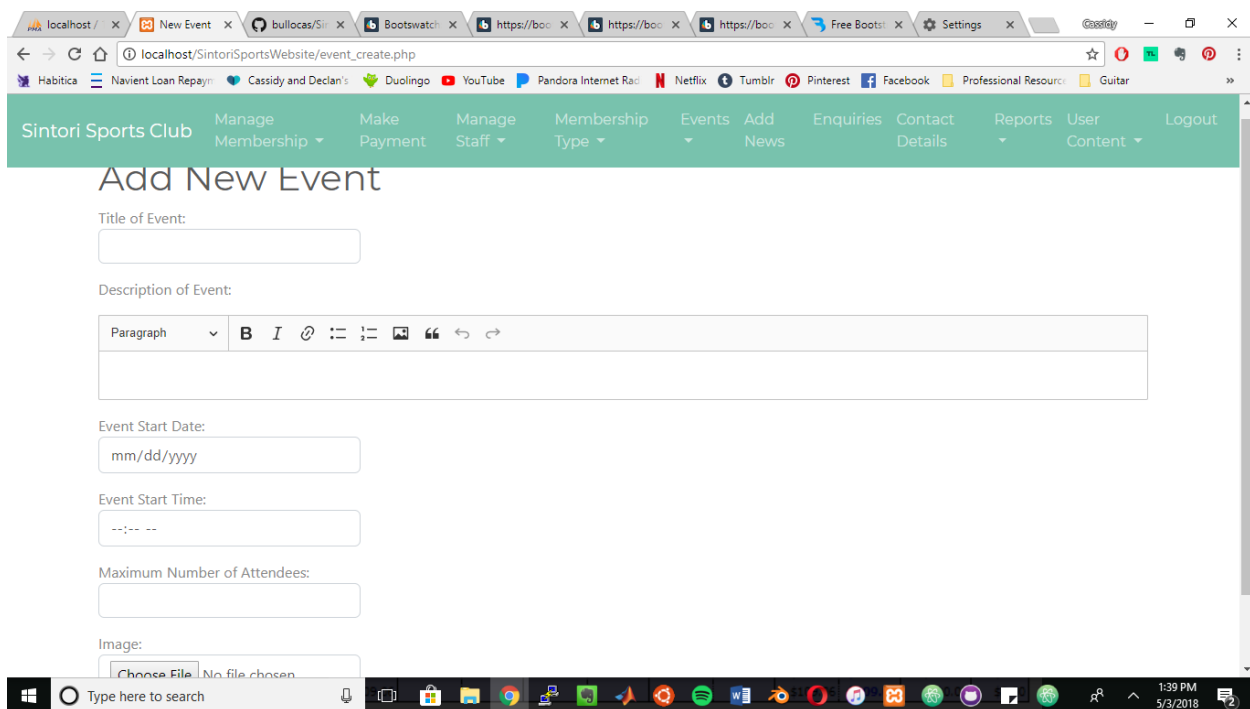 localhost /
New Event
bullocas/Sir
Bootswatch
https://boo
https://boo
https://boo
Free Bootst
Settings
Cassidy
localhost/SintoriSportsWebsite/event_create.php
Habitica Navient Loan Repaym Cassidy and Declan's Duolingo YouTube Pandora Internet Rad Netflix Tumblr Pinterest Facebook Professional Resource Guitar »
Sintori Sports Club
Manage
Membership
Make
Payment
Manage
Staff
Membership
Type
Events
Add
News
Enquiries
Contact
Details
Reports
User
Content
Logout
Add New Event
Title of Event:
Description of Event:
Paragraph B I
Event Start Date:
mm/dd/yyyy
Event Start Time:
--:-- --
Maximum Number of Attendees:
Image:
Choose File No file chosen
Type here to search
1:39 PM
5/3/2018
2